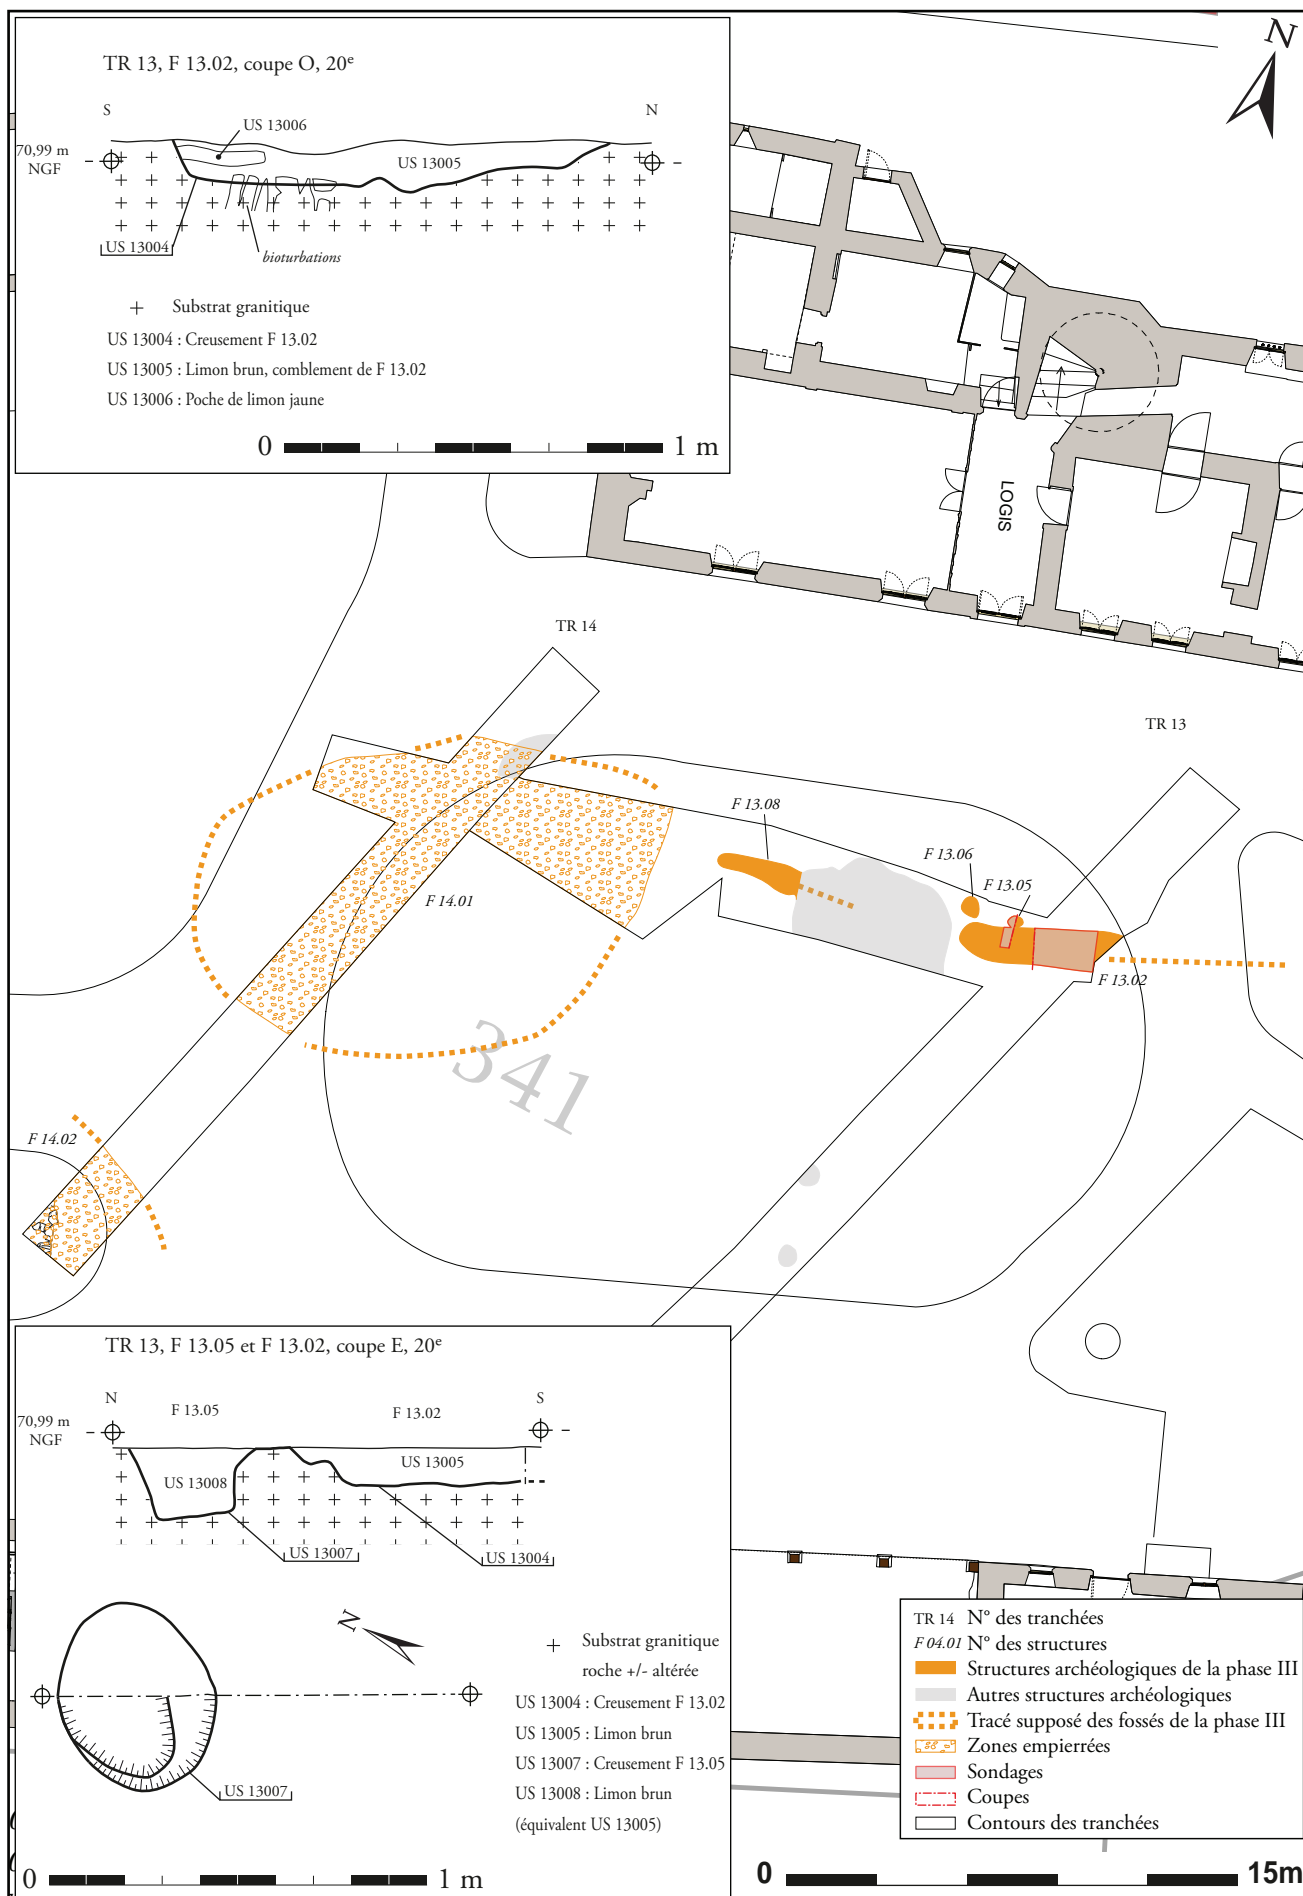 TR 13, F 13.02, coupe O, 20e
S
N
US 13006
70,99 m
NGF
US 13005
US 13004
bioturbations
+ Substrat granitique
US 13004 : Creusement F 13.02
US 13005 : Limon brun, comblement de F 13.02
US 13006 : Poche de limon jaune
0 1 m
N
LOGIS
TR 14
TR 13
F 13.08
F 13.06
F 13.05
F 14.01
F 13.02
341
F 14.02
TR 13, F 13.05 et F 13.02, coupe E, 20e
N
S
F 13.05
F 13.02
70,99 m
NGF
US 13005
US 13008
US 13007
US 13004
N
+ Substrat granitique
roche +/- altérée
US 13004 : Creusement F 13.02
US 13005 : Limon brun
US 13007 : Creusement F 13.05
US 13008 : Limon brun
(équivalent US 13005)
US 13007
0 1 m
TR 14 N° des tranchées
F 04.01 N° des structures
Structures archéologiques de la phase III
Autres structures archéologiques
Tracé supposé des fossés de la phase III
Zones empierrées
Sondages
Coupes
Contours des tranchées
0 15m